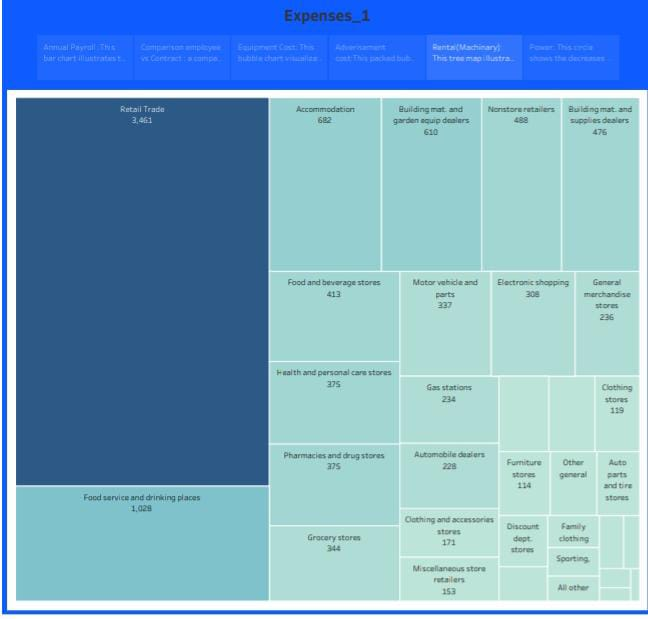 Expenses_1
Annual Payroll :This
bar chart illustrates t..
Comparison employee
vs Contract : a compa..
Equipment Cost: This
bubble chart visualiza..
Adverisement
cost:This packed bub..
Rental(Machinary):
This tree map illustra..
Power: This circle
shows the decreases ..
Retail Trade
3,461
Accommodation
682
Building mat. and
garden equip dealers
610
Nonstore retailers
488
Building mat. and
supplies dealers
476
Food and beverage stores
413
Motor vehicle and
parts
337
Electronic shopping
308
General
merchandise
stores
236
Health and personal care stores
375
Gas stations
234
Clothing
stores
119
Pharmacies and drug stores
375
Automobile dealers
228
Furniture
stores
114
Other
general
Auto
parts
and tire
stores
Food service and drinking places
1,028
Grocery stores
344
Clothing and accessories
stores
171
Discount
dept.
stores
Family
clothing
Sporting,
Miscellaneous store
retailers
153
All other